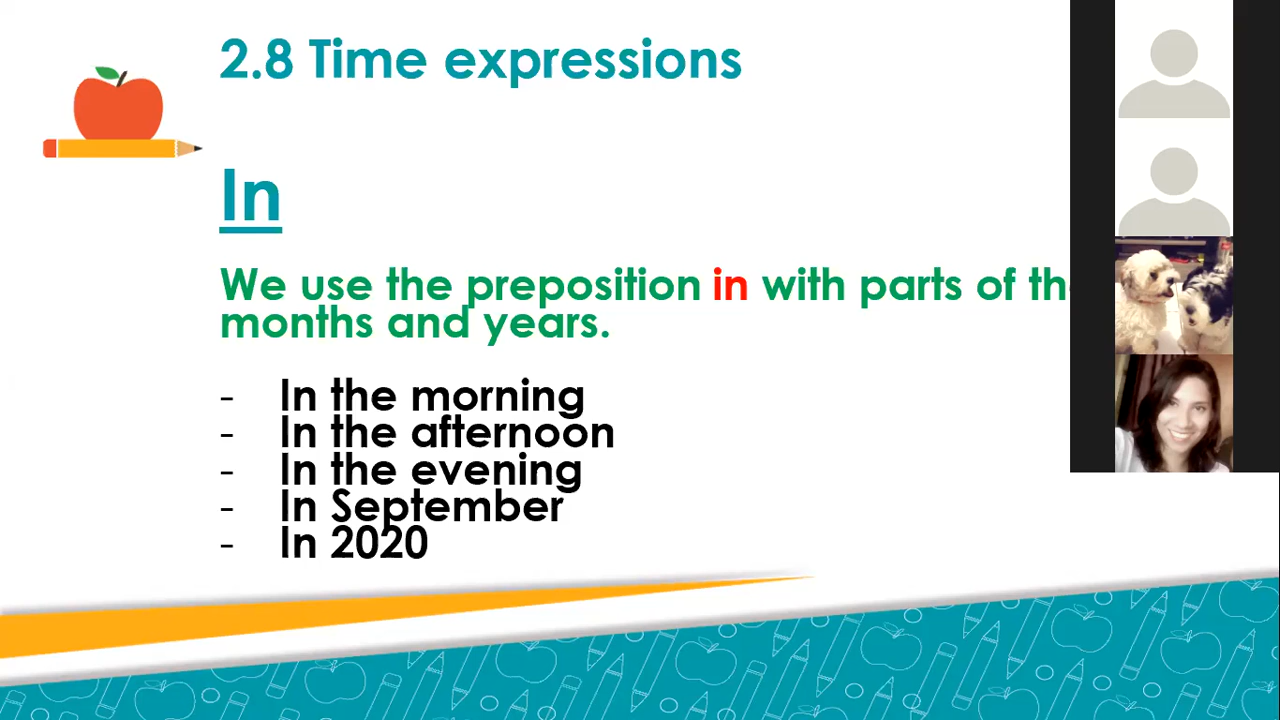 2.8 Time expressions
In
We use the preposition in with parts of
months and years.
- In the morning
- In the afternoon
- In the evening
- In September
- In 2020